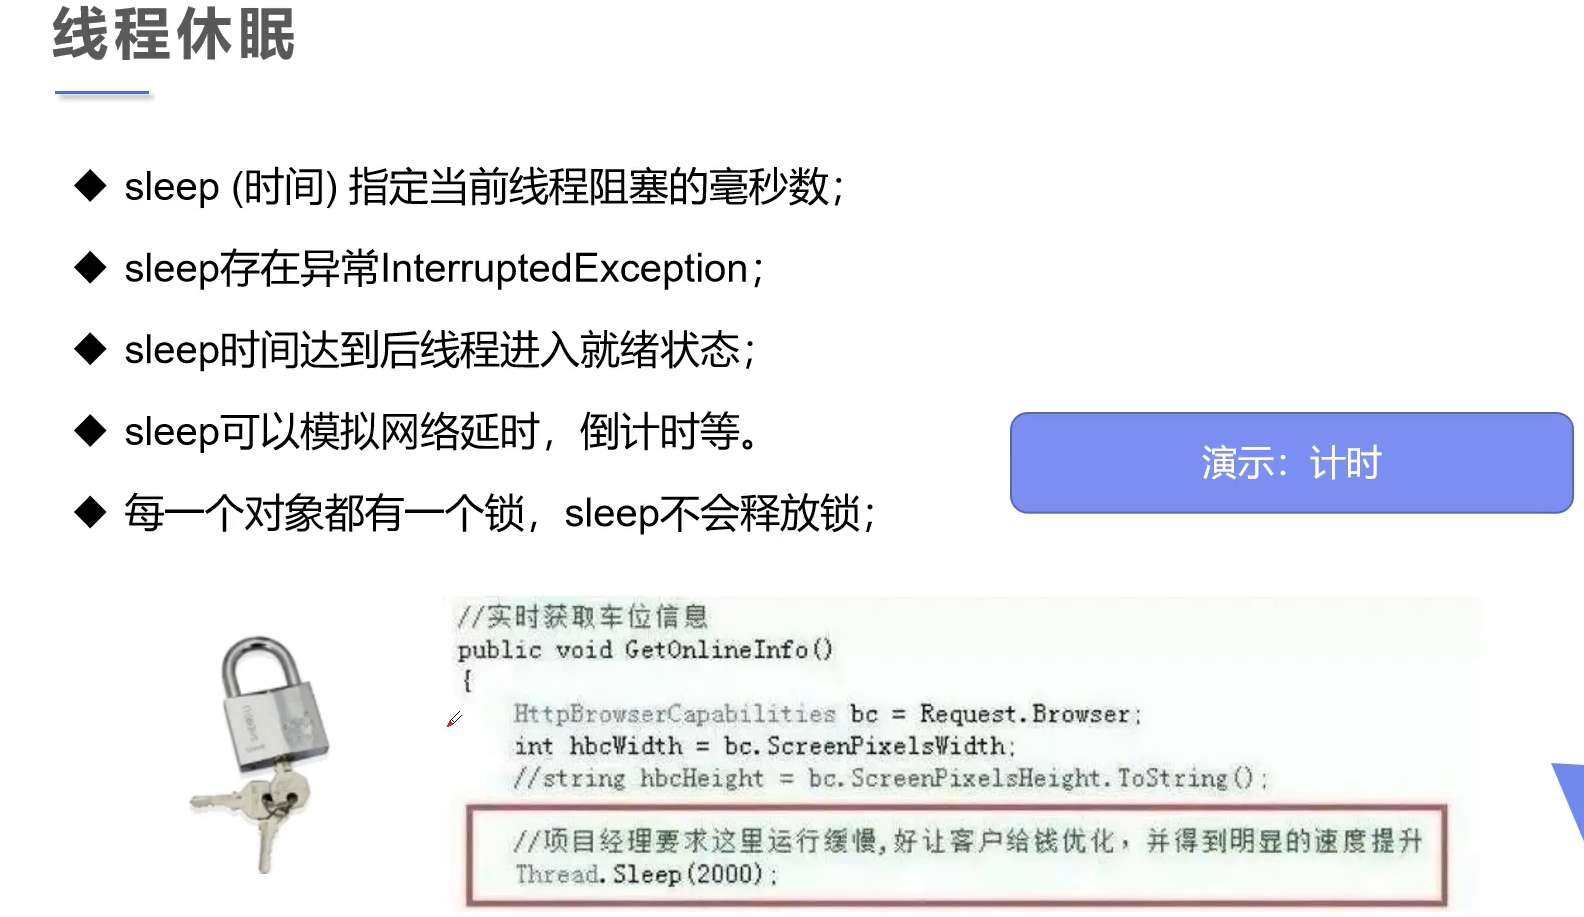 线程休眠
sleep (时间) 指定当前线程阻塞的毫秒数；
sleep存在异常InterruptedException；
sleep时间达到后线程进入就绪状态；
sleep可以模拟网络延时，倒计时等。
每一个对象都有一个锁，sleep不会释放锁；
演示：计时
//实时获取车位信息
public void GetOnlineInfo()
{
HttpBrowserCapabilities bc = Request.Browser;
int hbcWidth = bc.ScreenPixelsWidth;
//string hbcHeight = bc.ScreenPixelsHeight.ToString();
//项目经理要求这里运行缓慢,好让客户给钱优化，并得到明显的速度提升
Thread.Sleep(2000);